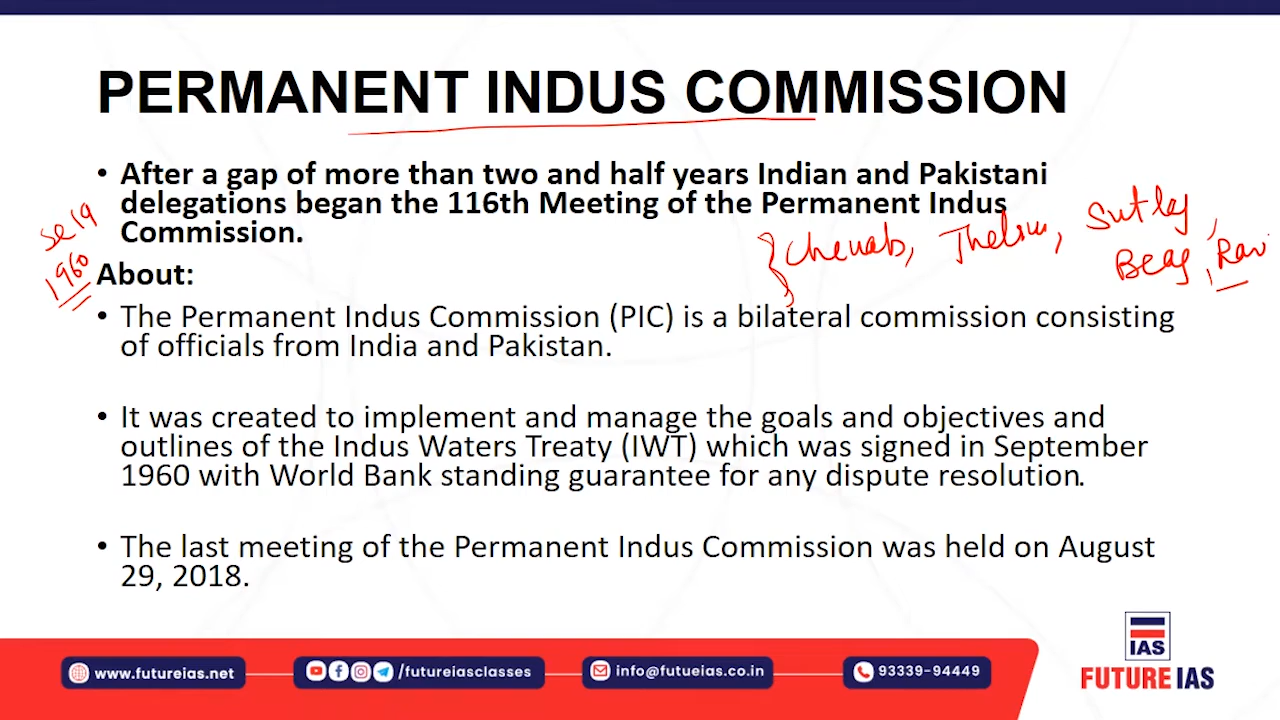 PERMANENT INDUS COMMISSION
• After a gap of more than two and half years Indian and Pakistani
delegations began the 116th Meeting of the Permanent Indus
Commission.
Se 19
1960
Chenab, Jhelum, Sutlej,
Beas, Ravi
About:
• The Permanent Indus Commission (PIC) is a bilateral commission consisting
of officials from India and Pakistan.
• It was created to implement and manage the goals and objectives and
outlines of the Indus Waters Treaty (IWT) which was signed in September
1960 with World Bank standing guarantee for any dispute resolution.
• The last meeting of the Permanent Indus Commission was held on August
29, 2018.
IAS
FUTURE IAS
www.futureias.net
/futureiasclasses
info@futueias.co.in
93339-94449